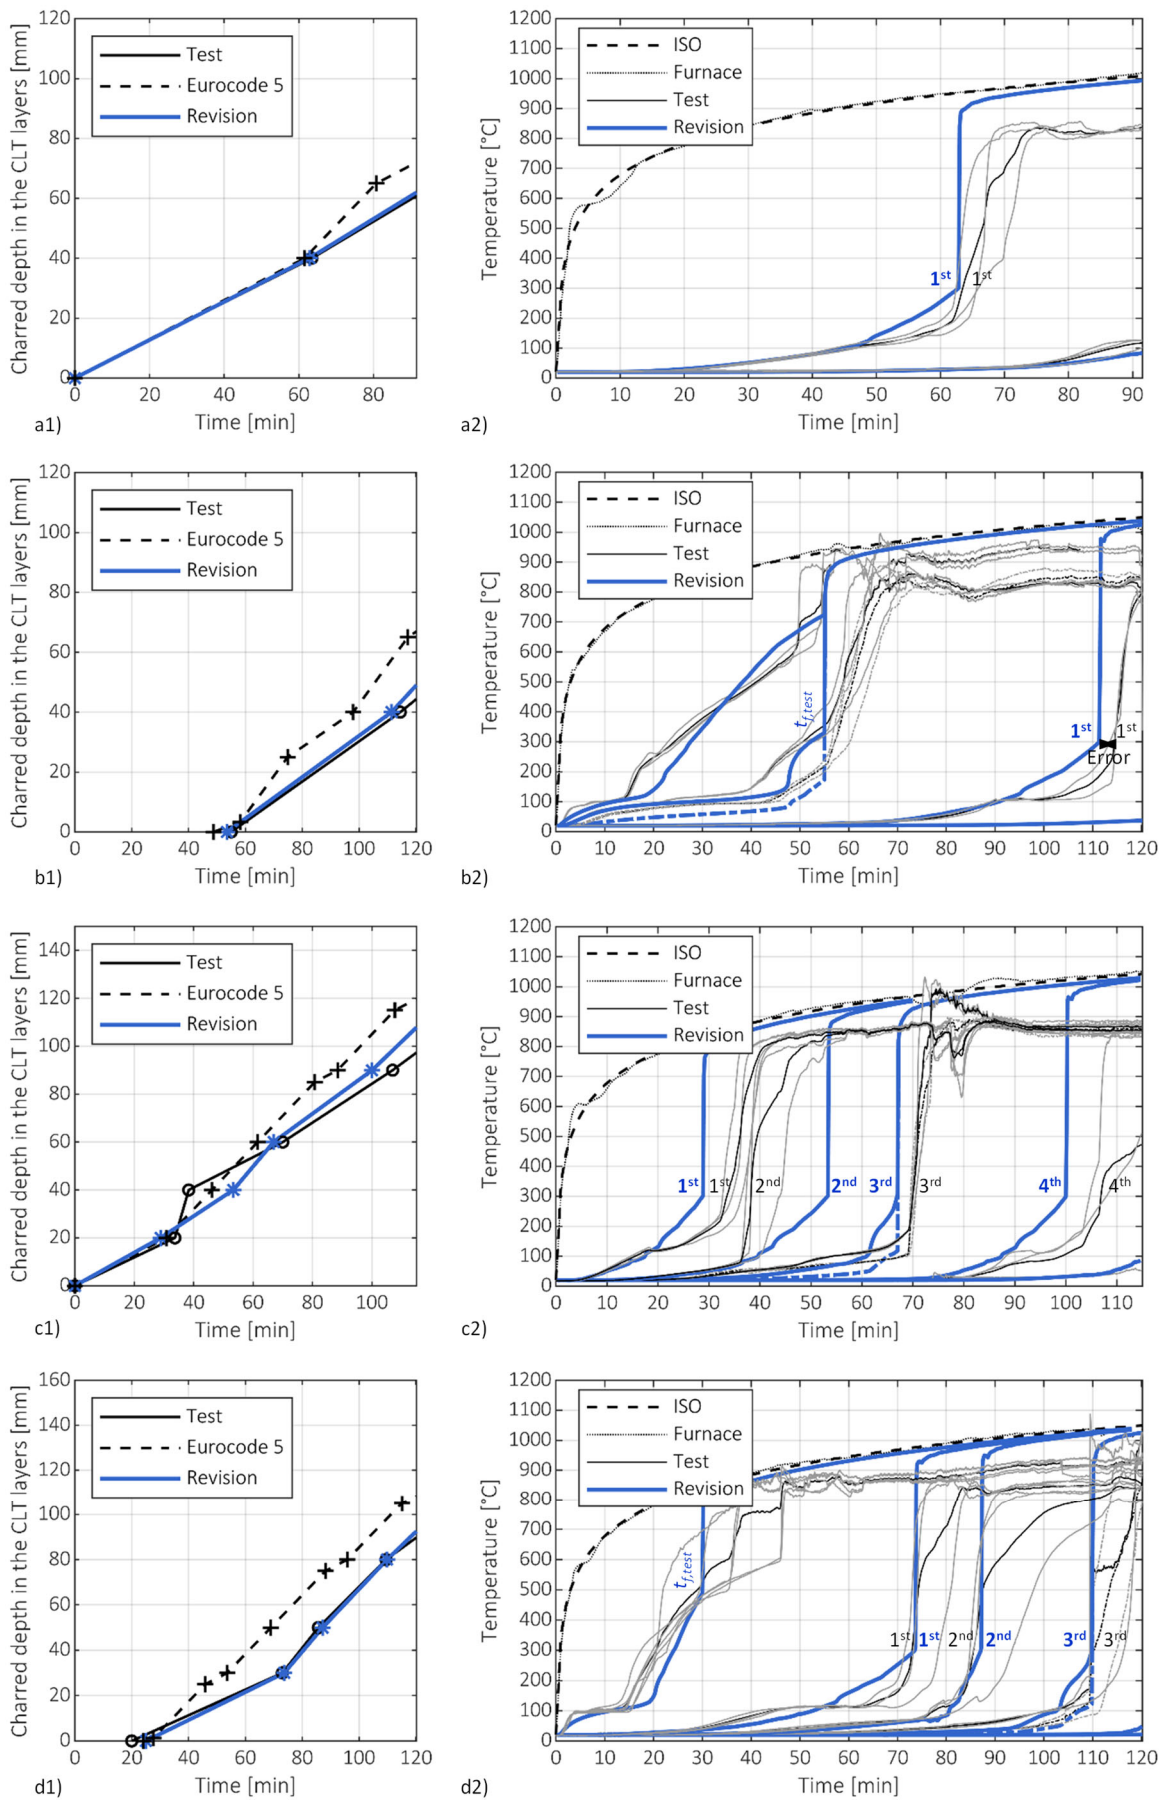 Charred depth in the CLT layers [mm]
120
100
80
60
40
20
0
Test
Eurocode 5
Revision
0 20 40 60 80
Time [min]
a1)
Temperature [°C]
1200
1100
1000
900
800
700
600
500
400
300
200
100
0
ISO
Furnace
Test
Revision
1st 1st
0 10 20 30 40 50 60 70 80 90
Time [min]
a2)
Charred depth in the CLT layers [mm]
120
100
80
60
40
20
0
Test
Eurocode 5
Revision
0 20 40 60 80 100 120
Time [min]
b1)
Temperature [°C]
1200
1100
1000
900
800
700
600
500
400
300
200
100
0
ISO
Furnace
Test
Revision
tf,test
1st 1st
Error
0 10 20 30 40 50 60 70 80 90 100 110 120
Time [min]
b2)
Charred depth in the CLT layers [mm]
140
120
100
80
60
40
20
0
Test
Eurocode 5
Revision
0 20 40 60 80 100
Time [min]
c1)
Temperature [°C]
1200
1100
1000
900
800
700
600
500
400
300
200
100
0
ISO
Furnace
Test
Revision
1st 1st 2nd 2nd 3rd 3rd 4th 4th
0 10 20 30 40 50 60 70 80 90 100 110
Time [min]
c2)
Charred depth in the CLT layers [mm]
160
140
120
100
80
60
40
20
0
Test
Eurocode 5
Revision
0 20 40 60 80 100 120
Time [min]
d1)
Temperature [°C]
1200
1100
1000
900
800
700
600
500
400
300
200
100
0
ISO
Furnace
Test
Revision
tf,test
1st 1st 2nd 2nd 3rd 3rd
0 10 20 30 40 50 60 70 80 90 100 110 120
Time [min]
d2)